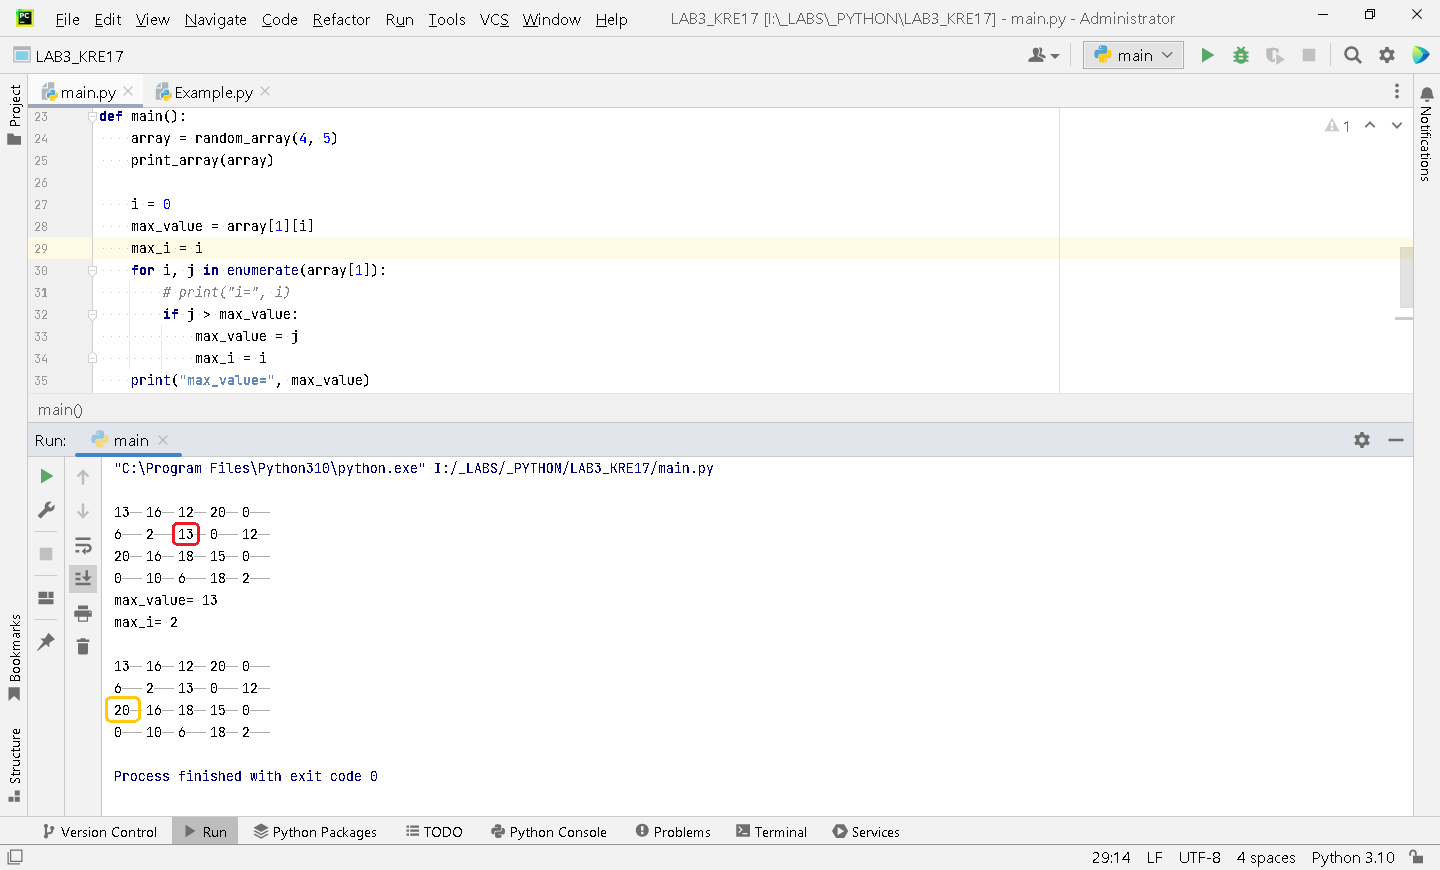 File Edit View Navigate Code Refactor Run Tools VCS Window Help LAB3_KRE17 [I:\_LABS\_PYTHON\LAB3_KRE17] - main.py - Administrator
LAB3_KRE17 main
Project
main.py Example.py
Notifications
23 def main():
24 array = random_array(4, 5)
1
25 print_array(array)
26
27 i = 0
28 max_value = array[1][i]
29 max_i = i
30 for i, j in enumerate(array[1]):
31 # print("i=", i)
32 if j > max_value:
33 max_value = j
34 max_i = i
35 print("max_value=", max_value)
main()
Run: main
"C:\Program Files\Python310\python.exe" I:/_LABS/_PYTHON/LAB3_KRE17/main.py
13 16 12 20 0
6 2 13 0 12
20 16 18 15 0
0 10 6 18 2
max_value= 13
max_i= 2
13 16 12 20 0
6 2 13 0 12
20 16 18 15 0
0 10 6 18 2
Process finished with exit code 0
Bookmarks
Structure
Version Control Run Python Packages TODO Python Console Problems Terminal Services
29:14 LF UTF-8 4 spaces Python 3.10